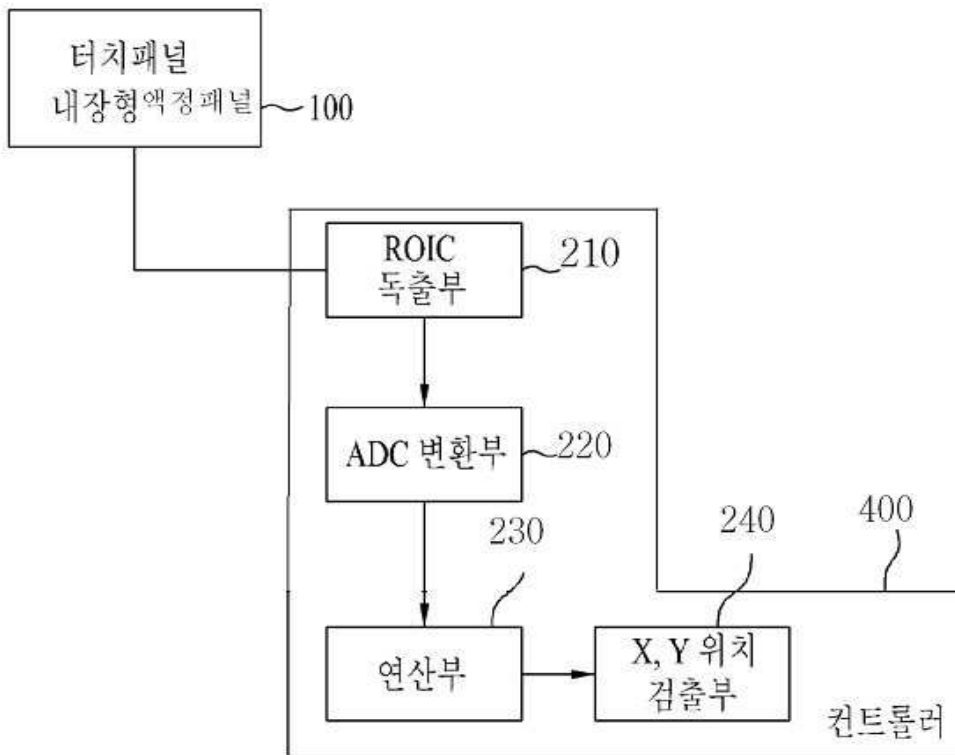 터치패널
내장형액정패널
100
ROIC
독출부
210
ADC 변환부
220
230
240
400
연산부
X, Y 위치
검출부
컨트롤러